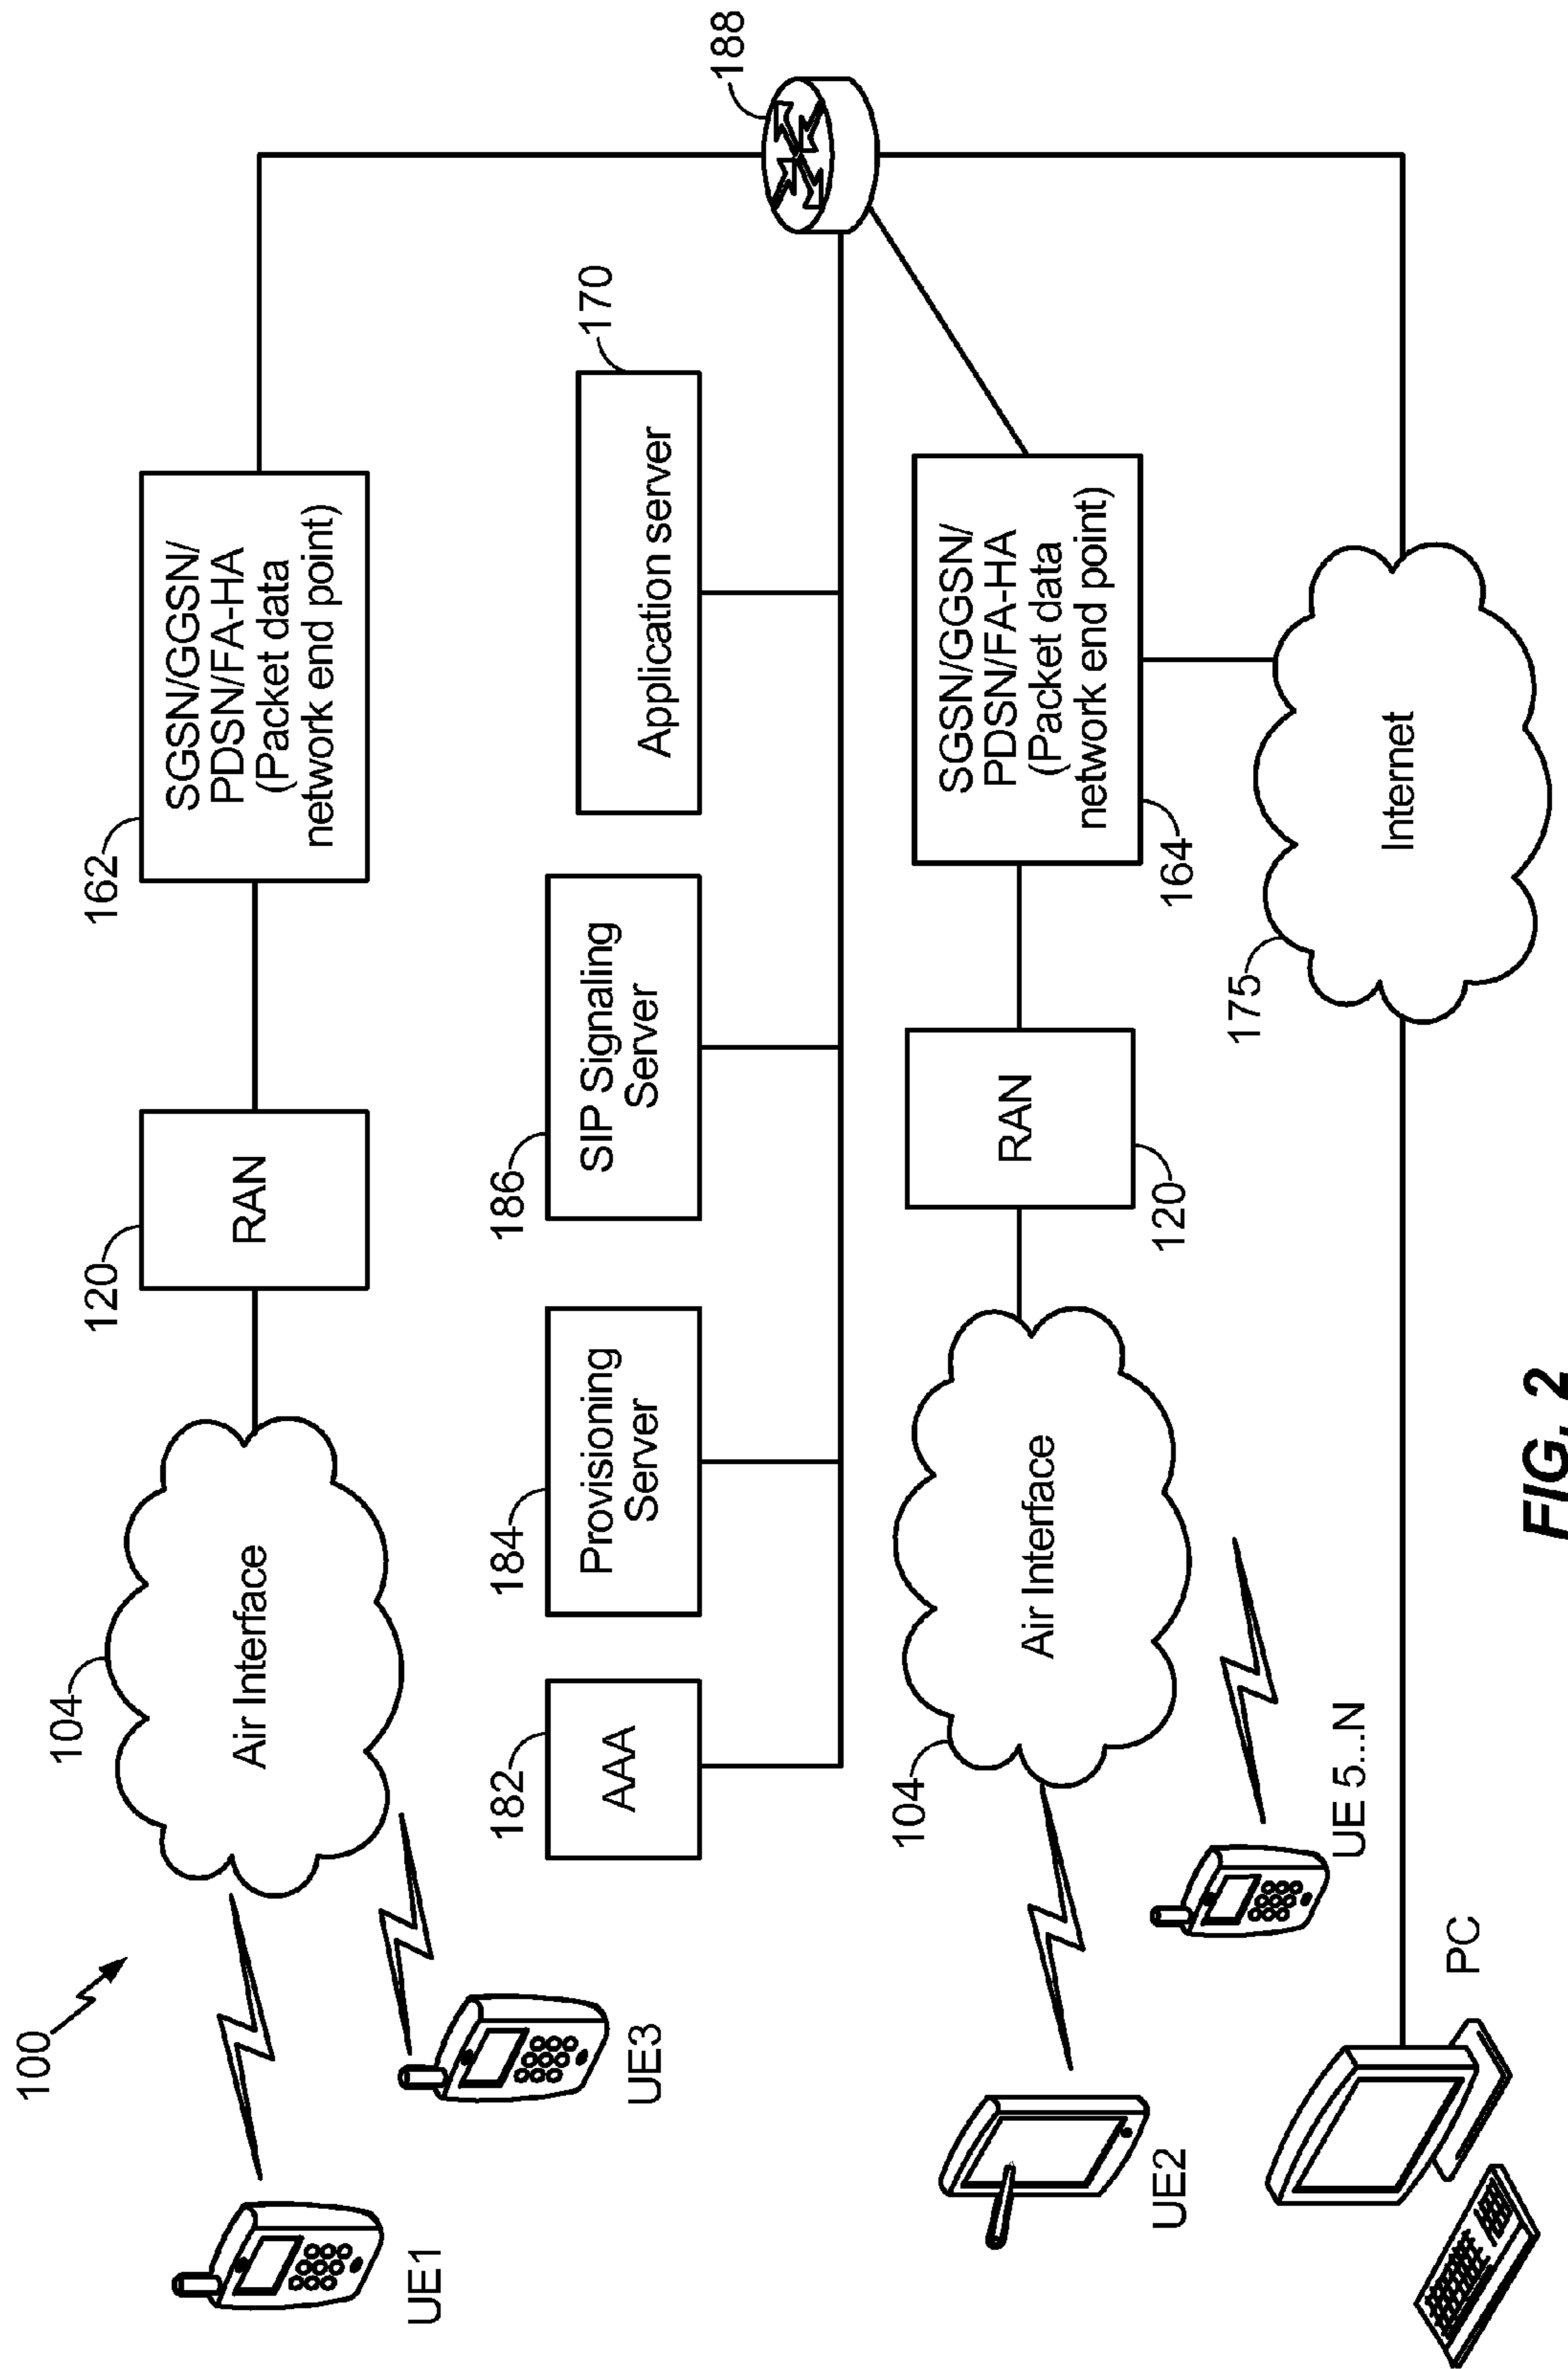 100
104
Air Interface
120
RAN
162
SGSN/GGSN/
PDSN/FA-HA
(Packet data
network end point)
UE1
UE3
182
AAA
184
Provisioning
Server
186
SIP Signaling
Server
170
Application server
188
104
Air Interface
120
RAN
164
SGSN/GGSN/
PDSN/FA-HA
(Packet data
network end point)
UE2
UE 5...N
175
Internet
PC
FIG. 2